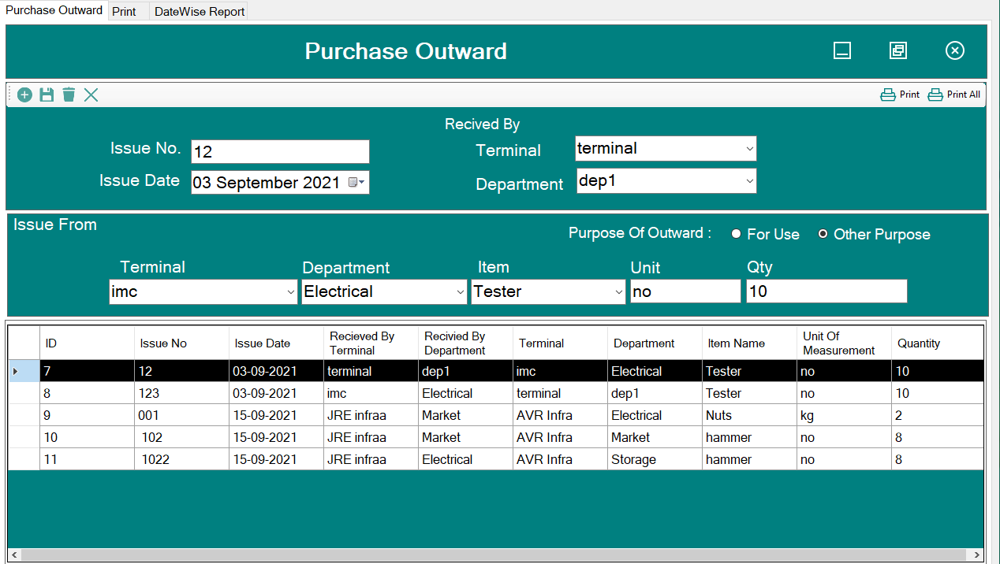 Purchase Outward Print DateWise Report
Purchase Outward
Print Print All
Recived By
Issue No. 12 Terminal terminal
Issue Date 03 September 2021 Department dep1
Issue From
Purpose Of Outward : For Use Other Purpose
Terminal Department Item Unit Qty
imc Electrical Tester no 10
ID Issue No Issue Date Recieved By Terminal Recivied By Department Terminal Department Item Name Unit Of Measurement Quantity
7 12 03-09-2021 terminal dep1 imc Electrical Tester no 10
8 123 03-09-2021 imc Electrical terminal dep1 Tester no 10
9 001 15-09-2021 JRE infraa Market AVR Infra Electrical Nuts kg 2
10 102 15-09-2021 JRE infraa Market AVR Infra Market hammer no 8
11 1022 15-09-2021 JRE infraa Electrical AVR Infra Storage hammer no 8